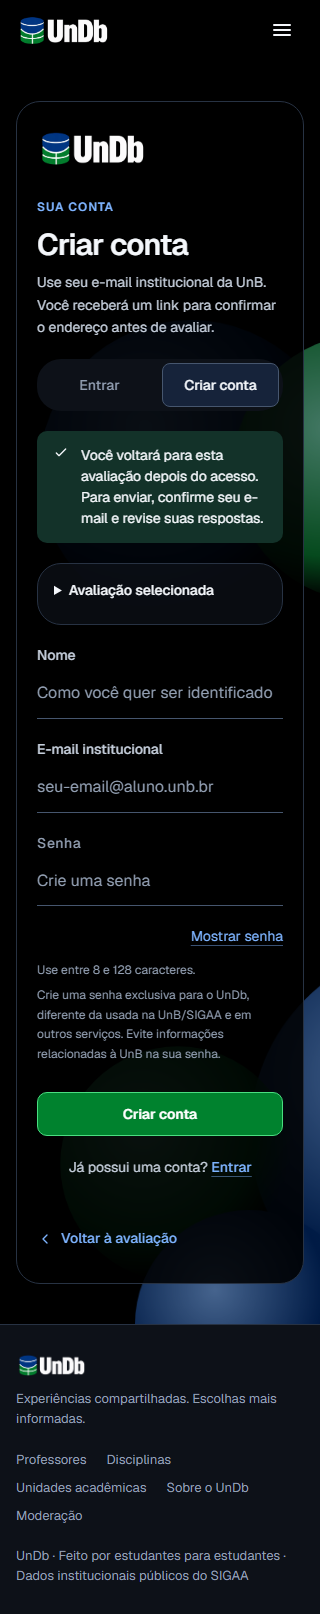 UnDb
UnDb
SUA CONTA
Criar conta
Use seu e-mail institucional da UnB.
Você receberá um link para confirmar
o endereço antes de avaliar.
Entrar
Criar conta
Você voltará para esta
avaliação depois do acesso.
Para enviar, confirme seu e-
mail e revise suas respostas.
Avaliação selecionada
Nome
Como você quer ser identificado
E-mail institucional
seu-email@aluno.unb.br
Senha
Crie uma senha
Mostrar senha
Use entre 8 e 128 caracteres.
Crie uma senha exclusiva para o UnDb,
diferente da usada na UnB/SIGAA e em
outros serviços. Evite informações
relacionadas à UnB na sua senha.
Criar conta
Já possui uma conta? Entrar
Voltar à avaliação
UnDb
Experiências compartilhadas. Escolhas mais
informadas.
Professores Disciplinas
Unidades acadêmicas Sobre o UnDb
Moderação
UnDb · Feito por estudantes para estudantes ·
Dados institucionais públicos do SIGAA